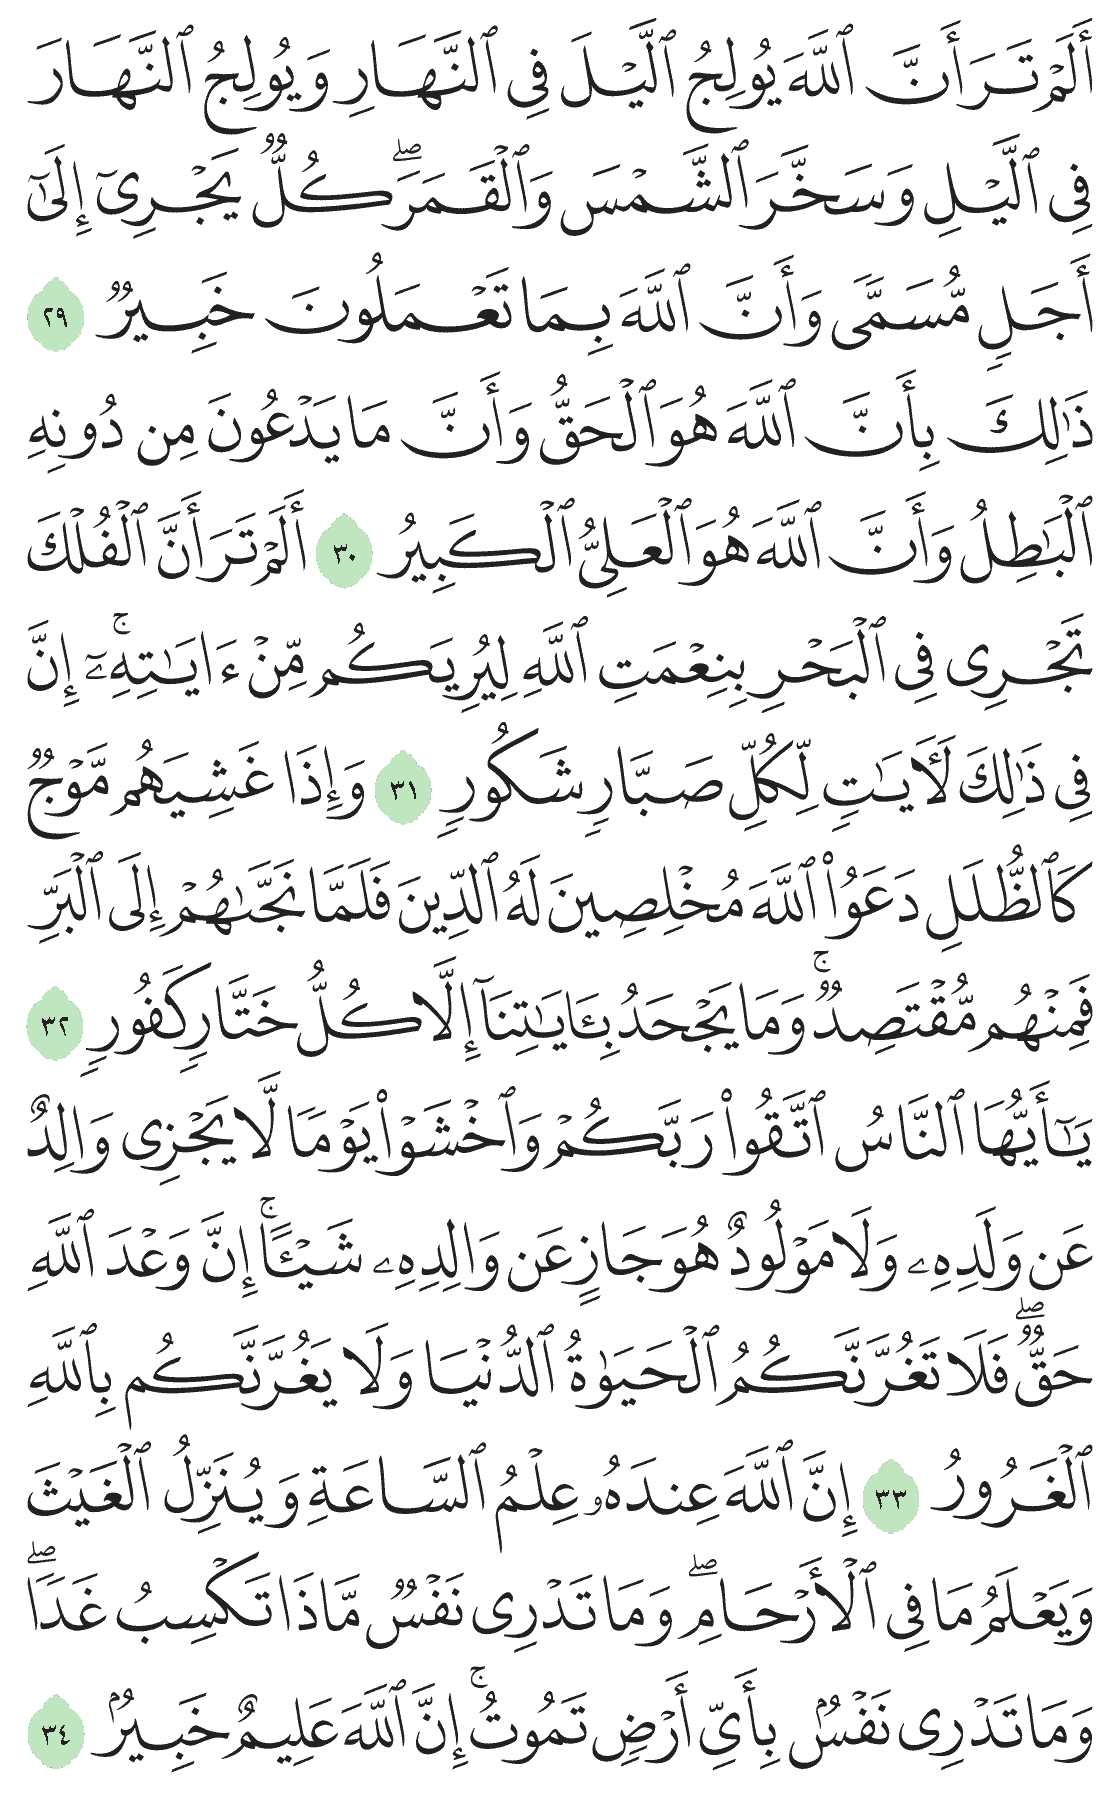 أَلَمْ تَرَ أَنَّ ٱللَّهَ يُولِجُ ٱلَّيْلَ فِى ٱلنَّهَارِ وَيُولِجُ ٱلنَّهَارَ
فِى ٱلَّيْلِ وَسَخَّرَ ٱلشَّمْسَ وَٱلْقَمَرَۖ كُلٌّ يَجْرِىٓ إِلَىٰٓ
أَجَلٍ مُّسَمًّى وَأَنَّ ٱللَّهَ بِمَا تَعْمَلُونَ خَبِيرٌ ٢٩
ذَٰلِكَ بِأَنَّ ٱللَّهَ هُوَ ٱلْحَقُّ وَأَنَّ مَا يَدْعُونَ مِن دُونِهِ
ٱلْبَٰطِلُ وَأَنَّ ٱللَّهَ هُوَ ٱلْعَلِىُّ ٱلْكَبِيرُ ٣٠ أَلَمْ تَرَ أَنَّ ٱلْفُلْكَ
تَجْرِى فِى ٱلْبَحْرِ بِنِعْمَتِ ٱللَّهِ لِيُرِيَكُم مِّنْ ءَايَٰتِهِۦٓۚ إِنَّ
فِى ذَٰلِكَ لَءَايَٰتٍ لِّكُلِّ صَبَّارٍ شَكُورٍ ٣١ وَإِذَا غَشِيَهُم مَّوْجٌ
كَٱلظُّلَلِ دَعَوُا۟ ٱللَّهَ مُخْلِصِينَ لَهُ ٱلدِّينَ فَلَمَّا نَجَّىٰهُمْ إِلَى ٱلْبَرِّ
فَمِنْهُم مُّقْتَصِدٌۚ وَمَا يَجْحَدُ بِـَٔايَٰتِنَآ إِلَّا كُلُّ خَتَّارٍ كَفُورٍ ٣٢
يَٰٓأَيُّهَا ٱلنَّاسُ ٱتَّقُوا۟ رَبَّكُمْ وَٱخْشَوْا۟ يَوْمًا لَّا يَجْزِى وَالِدٌ
عَن وَلَدِهِۦ وَلَا مَوْلُودٌ هُوَ جَازٍ عَن وَالِدِهِۦ شَيْـًٔاۚ إِنَّ وَعْدَ ٱللَّهِ
حَقٌّۖ فَلَا تَغُرَّنَّكُمُ ٱلْحَيَوٰةُ ٱلدُّنْيَا وَلَا يَغُرَّنَّكُم بِٱللَّهِ
ٱلْغَرُورُ ٣٣ إِنَّ ٱللَّهَ عِندَهُۥ عِلْمُ ٱلسَّاعَةِ وَيُنَزِّلُ ٱلْغَيْثَ
وَيَعْلَمُ مَا فِى ٱلْأَرْحَامِۖ وَمَا تَدْرِى نَفْسٌ مَّاذَا تَكْسِبُ غَدًاۖ
وَمَا تَدْرِى نَفْسٌۢ بِأَىِّ أَرْضٍ تَمُوتُۚ إِنَّ ٱللَّهَ عَلِيمٌ خَبِيرٌۢ ٣٤